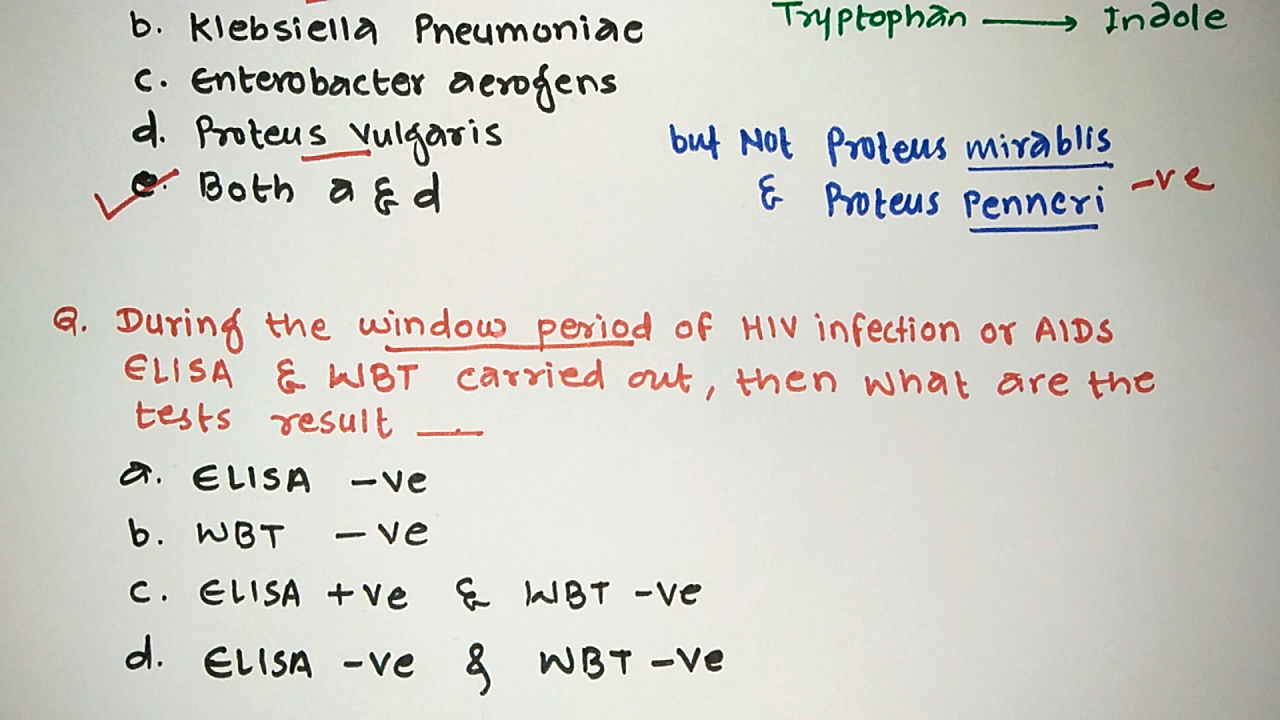 b. Klebsiella Pneumoniae
Tryptophan → Indole
c. Enterobacter aerogens
d. Proteus vulgaris
but Not Proteus mirablis
e. Both a & d
& Proteus Penneri -ve
Q. During the window period of HIV infection or AIDS
ELISA & WBT carried out, then what are the
tests result __
a. ELISA -ve
b. WBT -ve
c. ELISA +ve & WBT -ve
d. ELISA -ve & WBT -ve